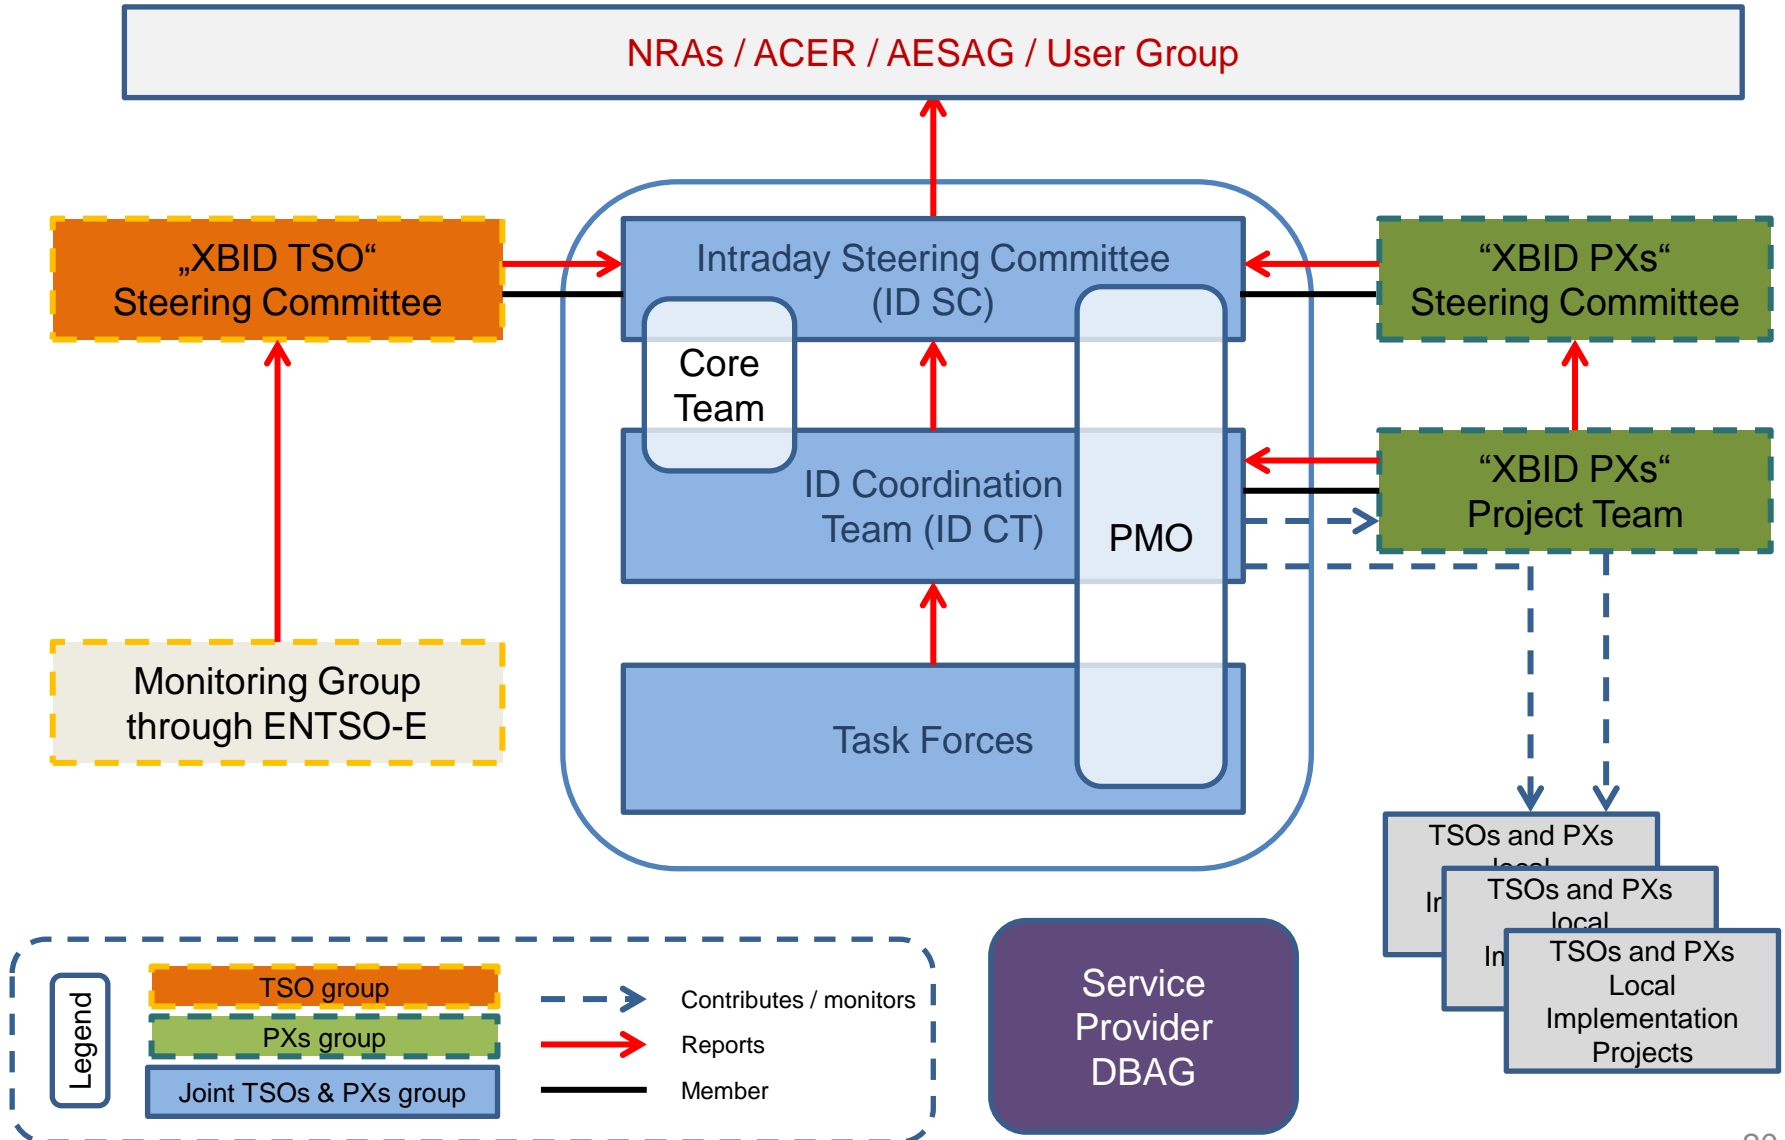 NRAs / ACER / AESAG / User Group
„XBID TSO“
Steering Committee
Intraday Steering Committee
(ID SC)
“XBID PXs“
Steering Committee
Core
Team
ID Coordination
Team (ID CT)
PMO
“XBID PXs“
Project Team
Monitoring Group
through ENTSO-E
Task Forces
TSOs and PXs
local
TSOs and PXs
local
TSOs and PXs
Local
Implementation
Projects
Legend
TSO group
PXs group
Joint TSOs & PXs group
Contributes / monitors
Reports
Member
Service
Provider
DBAG